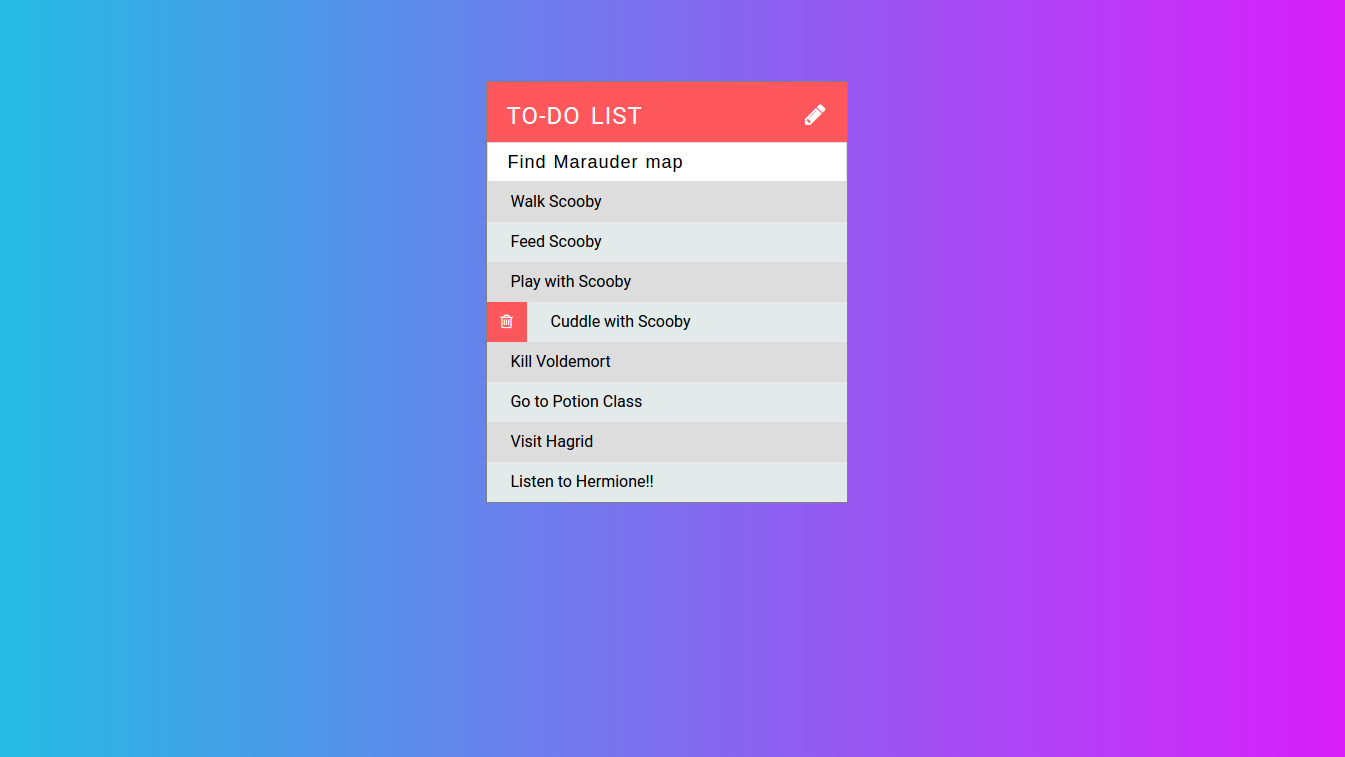 TO-DO LIST
Find Marauder map
Walk Scooby
Feed Scooby
Play with Scooby
Cuddle with Scooby
Kill Voldemort
Go to Potion Class
Visit Hagrid
Listen to Hermione!!